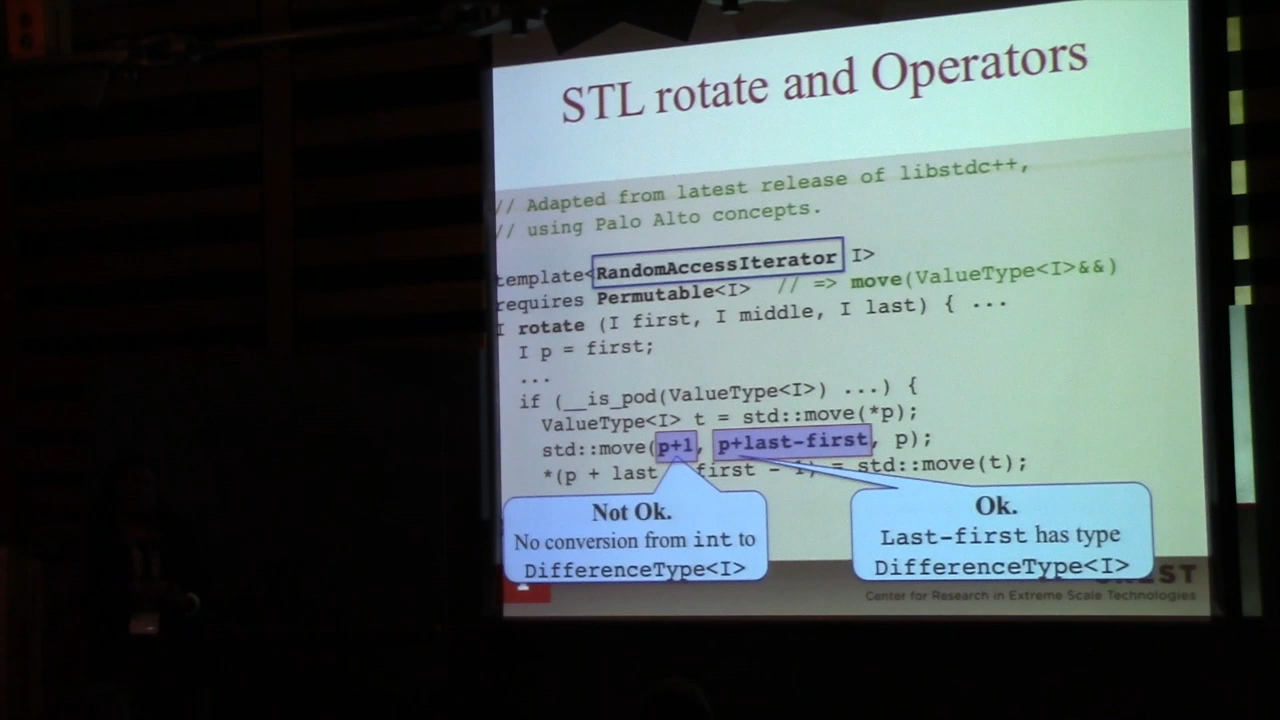 STL rotate and Operators
// Adapted from latest release of libstdc++,
// using Palo Alto concepts.
template<RandomAccessIterator I>
requires Permutable<I> // => move(ValueType<I>&&)
I rotate (I first, I middle, I last) { ...
I p = first;
...
if (__is_pod(ValueType<I>) ...) {
ValueType<I> t = std::move(*p);
std::move(p+1, p+last-first, p);
*(p + last first - 1) = std::move(t);
Not Ok.
No conversion from int to
DifferenceType<I>
Ok.
Last-first has type
DifferenceType<I>
Center for Research in Extreme Scale Technologies